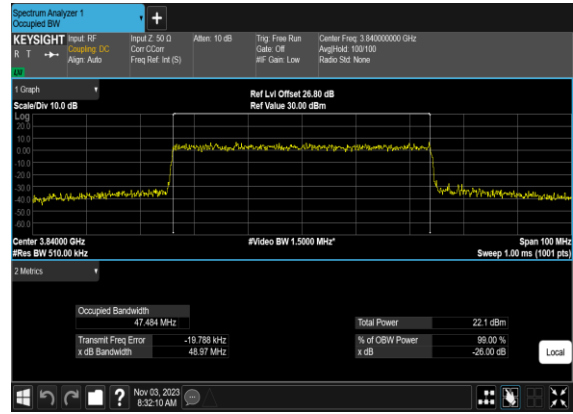 Spectrum Analyzer 1
Occupied BW
KEYSIGHT Input: RF Input Z: 50 Ω Atten: 10 dB Trig: Free Run Center Freq: 3.840000000 GHz
R T Coupling: DC Corr CCorr Gate: Off Avg|Hold: 100/100
Align: Auto Freq Ref: Int (S) #IF Gain: Low Radio Std: None
LW
1 Graph
Ref Lvl Offset 26.80 dB
Scale/Div 10.0 dB Ref Value 30.00 dBm
Log
20.0
10.0
0.00
-10.0
-20.0
-30.0
-40.0
-50.0
-60.0
Center 3.84000 GHz #Video BW 1.5000 MHz* Span 100 MHz
#Res BW 510.00 kHz Sweep 1.00 ms (1001 pts)
2 Metrics
Occupied Bandwidth
47.484 MHz Total Power 22.1 dBm
Transmit Freq Error -19.788 kHz % of OBW Power 99.00 %
x dB Bandwidth 48.97 MHz x dB -26.00 dB
Local
? Nov 03, 2023
8:32:10 AM